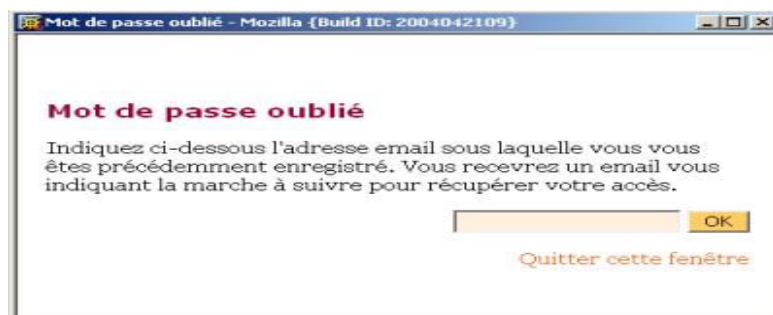 Mot de passe oublié - Mozilla {Build ID: 2004042109}
Mot de passe oublié
Indiquez ci-dessous l'adresse email sous laquelle vous vous
êtes précédemment enregistré. Vous recevrez un email vous
indiquant la marche à suivre pour récupérer votre accès.
OK
Quitter cette fenêtre